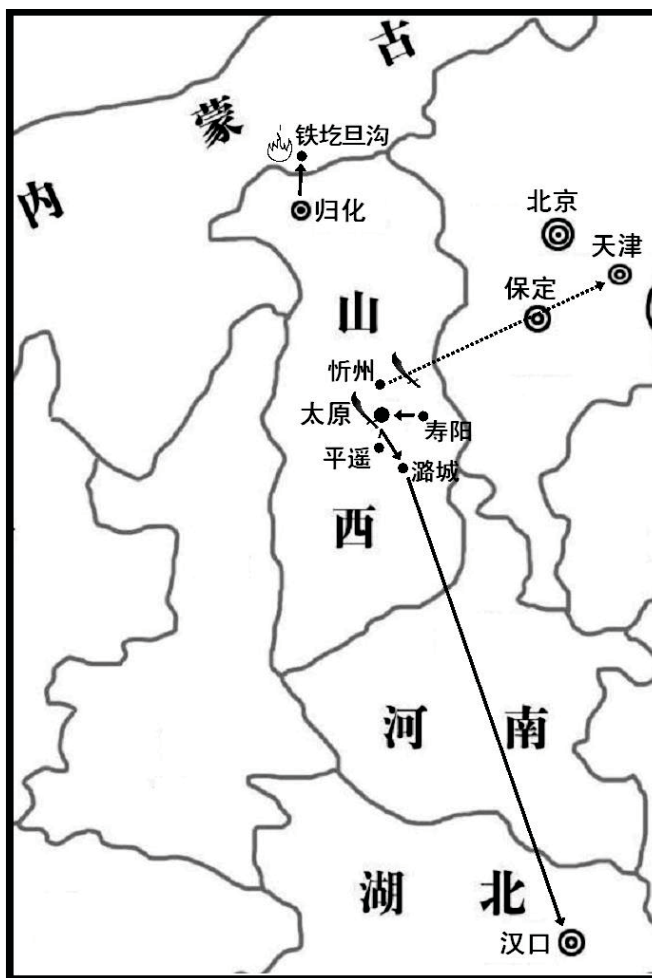 内蒙古
铁圪旦沟
归化
北京
天津
保定
山西
忻州
太原
寿阳
平遥
潞城
河南
湖北
汉口